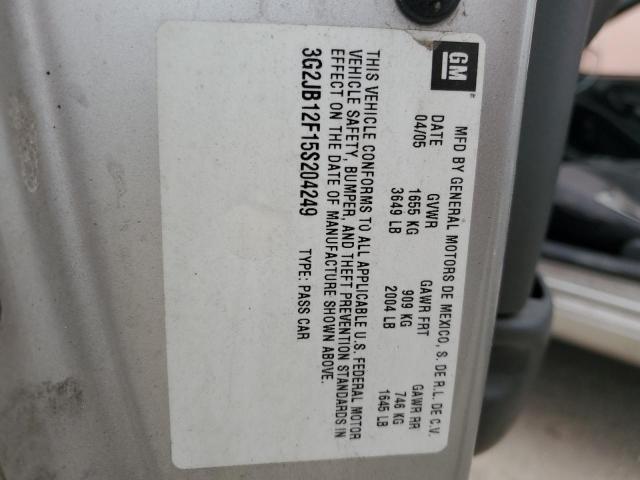 GM
MFD BY GENERAL MOTORS DE MEXICO, S. DE R.L. DE C.V.
DATE GVWR GAWR FRT GAWR RR
04/05 1655 KG 909 KG 746 KG
3649 LB 2004 LB 1645 LB
THIS VEHICLE CONFORMS TO ALL APPLICABLE U.S. FEDERAL MOTOR
VEHICLE SAFETY, BUMPER, AND THEFT PREVENTION STANDARDS IN
EFFECT ON THE DATE OF MANUFACTURE SHOWN ABOVE.
3G2JB12F15S204249 TYPE: PASS CAR